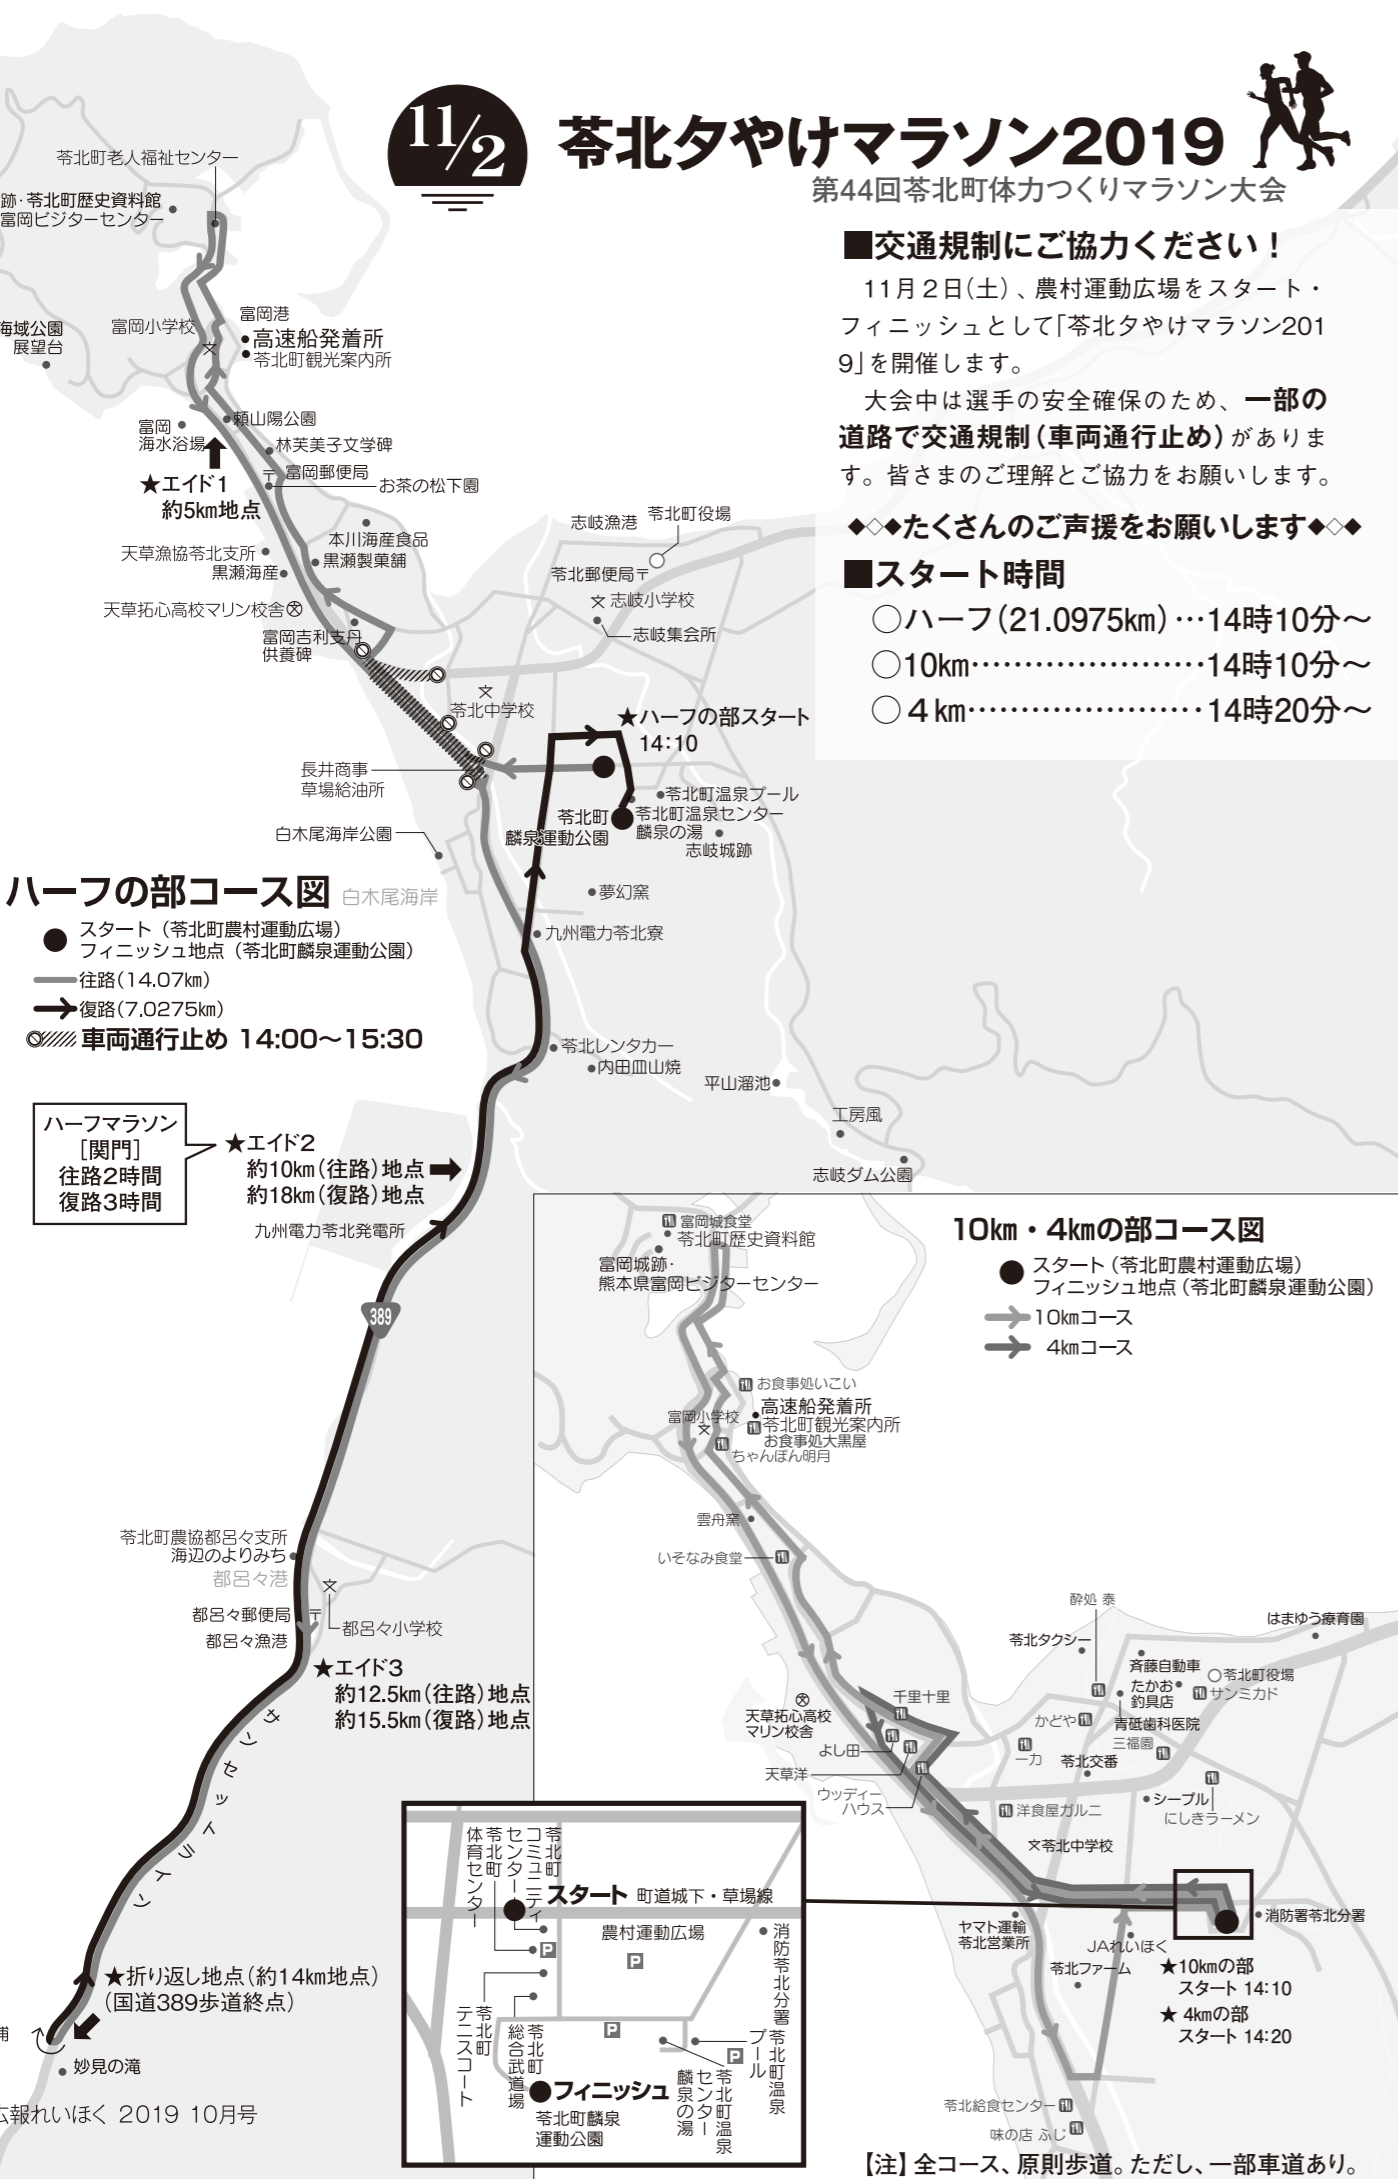 11/2
苓北夕やけマラソン2019
第44回苓北町体力つくりマラソン大会
■交通規制にご協力ください！
11月２日(土)、農村運動広場をスタート・
フィニッシュとして「苓北夕やけマラソン201
9」を開催します。
大会中は選手の安全確保のため、一部の
道路で交通規制(車両通行止め)がありま
す。皆さまのご理解とご協力をお願いします。
◆◇◆たくさんのご声援をお願いします◆◇◆
■スタート時間
○ハーフ(21.0975km)…14時10分〜
○10km……………………14時10分〜
○４km……………………14時20分〜
苓北町老人福祉センター
跡・苓北町歴史資料館
富岡ビジターセンター
海域公園
展望台
富岡小学校
文
富岡港
高速船発着所
苓北町観光案内所
富岡
海水浴場
頼山陽公園
林芙美子文学碑
〒富岡郵便局
お茶の松下園
★エイド1
約5km地点
本川海産食品
黒瀬製菓舗
天草漁協苓北支所
黒瀬海産
天草拓心高校マリン校舎
富岡吉利支丹
供養碑
志岐漁港
苓北町役場
苓北郵便局〒
文 志岐小学校
志岐集会所
文
苓北中学校
★ハーフの部スタート
14：10
長井商事
草場給油所
苓北町温泉プール
苓北町温泉センター
麟泉の湯
志岐城跡
苓北町
麟泉運動公園
白木尾海岸公園
白木尾海岸
夢幻窯
九州電力苓北寮
ハーフの部コース図
スタート（苓北町農村運動広場）
フィニッシュ地点（苓北町麟泉運動公園）
往路(14.07km)
復路(7.0275km)
車両通行止め 14:00〜15:30
苓北レンタカー
内田皿山焼
平山溜池
工房風
志岐ダム公園
ハーフマラソン
［関門］
往路2時間
復路3時間
★エイド2
約10km(往路)地点
約18km(復路)地点
九州電力苓北発電所
389
苓北町農協都呂々支所
海辺のよりみち
都呂々港
文
都呂々郵便局 〒
都呂々漁港
都呂々小学校
★エイド3
約12.5km(往路)地点
約15.5km(復路)地点
サンセットライン
★折り返し地点(約14km地点)
(国道389歩道終点)
浦
妙見の滝
広報れいほく 2019 10月号
10km・4kmの部コース図
スタート（苓北町農村運動広場）
フィニッシュ地点（苓北町麟泉運動公園）
10kmコース
4kmコース
富岡城食堂
苓北町歴史資料館
富岡城跡・
熊本県富岡ビジターセンター
お食事処いこい
高速船発着所
苓北町観光案内所
お食事処大黒屋
ちゃんぽん明月
富岡小学校
文
雲舟窯
いそなみ食堂
天草拓心高校
マリン校舎
千里十里
よし田
天草洋
ウッディー
ハウス
酔処 泰
苓北タクシー
はまゆう療育園
斉藤自動車
苓北町役場
たかお
釣具店
サンミカド
かどや
青砥歯科医院
一力
苓北交番
三福園
シーブル
にしきラーメン
洋食屋ガルニ
文苓北中学校
消防署苓北分署
ヤマト運輸
苓北営業所
JAれいほく
苓北ファーム
★10kmの部
スタート 14:10
★ 4kmの部
スタート 14:20
苓北給食センター
味の店 ふじ
苓北町
コミュニティ
センター
苓北町
体育センター
スタート
町道城下・草場線
農村運動広場
P
P
消防苓北分署
苓北町
テニスコート
苓北町
総合武道場
P
P
苓北町温泉
プール
苓北町温泉
センター
麟泉の湯
フィニッシュ
苓北町麟泉
運動公園
【注】全コース、原則歩道。ただし、一部車道あり。